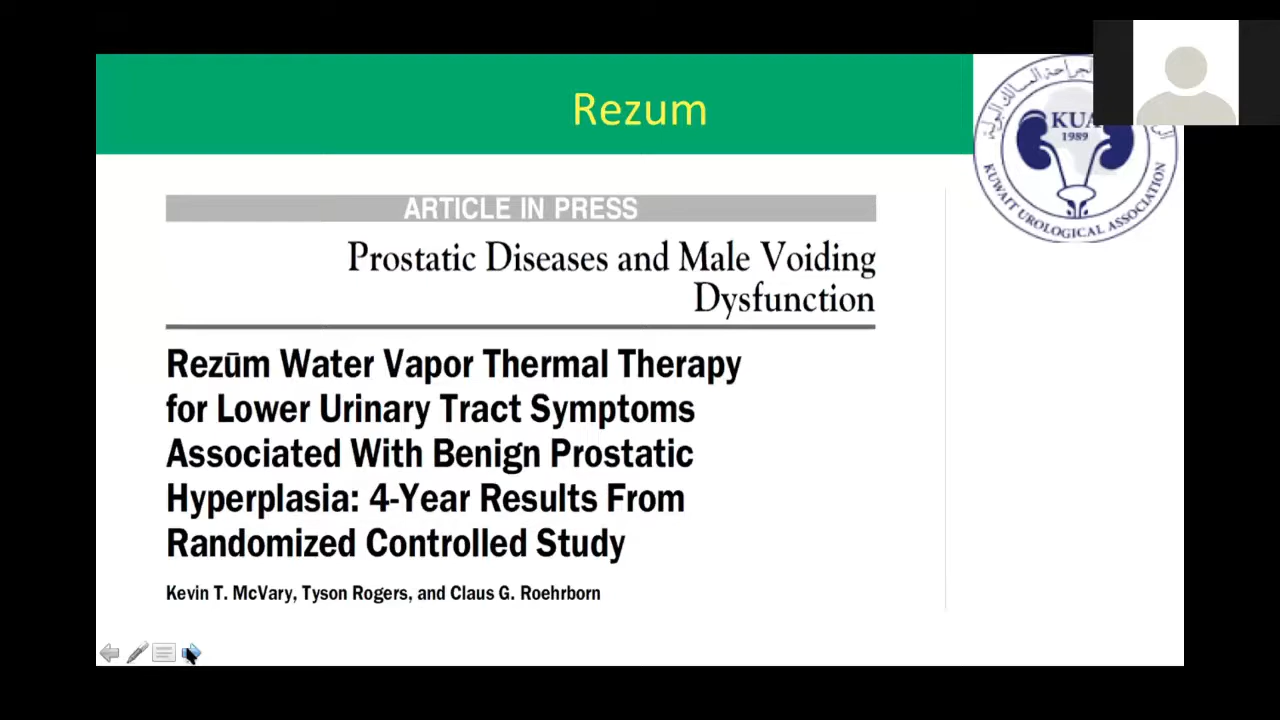 Rezum
KUA
1989
KUWAIT UROLOGICAL ASSOCIATION
ARTICLE IN PRESS
Prostatic Diseases and Male Voiding
Dysfunction
Rezūm Water Vapor Thermal Therapy
for Lower Urinary Tract Symptoms
Associated With Benign Prostatic
Hyperplasia: 4-Year Results From
Randomized Controlled Study
Kevin T. McVary, Tyson Rogers, and Claus G. Roehrborn